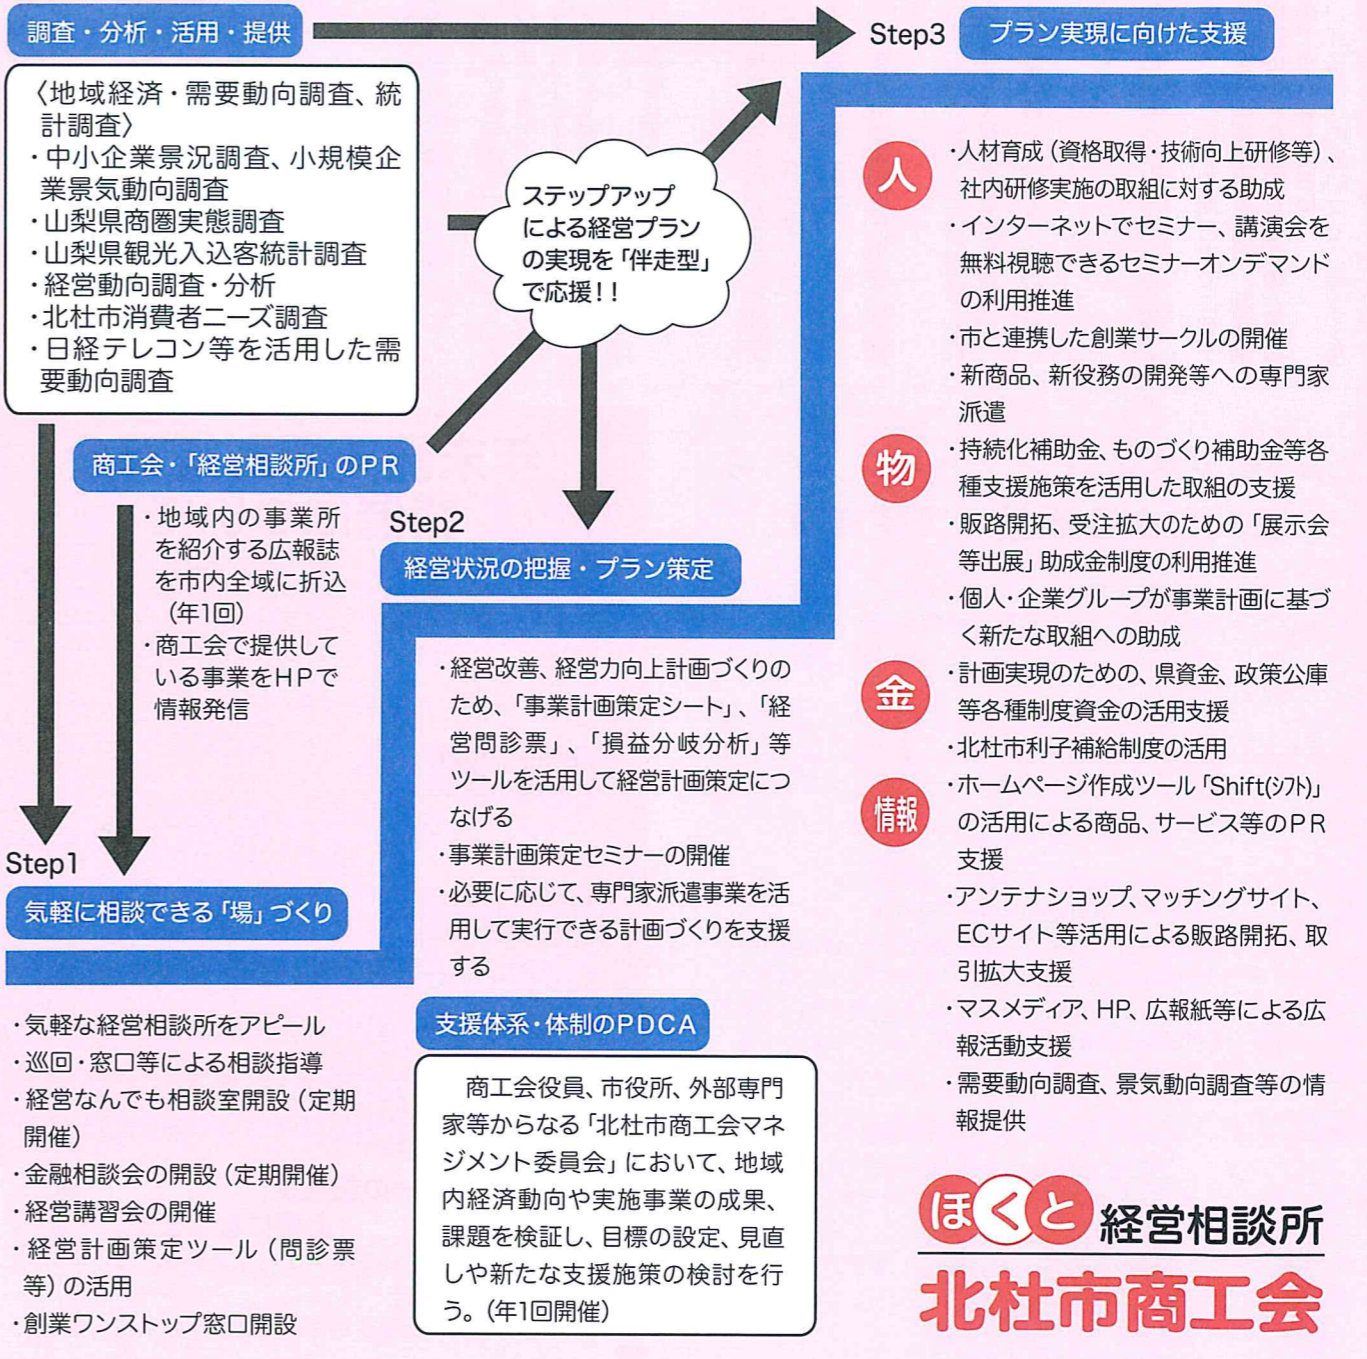 調査・分析・活用・提供
〈地域経済・需要動向調査、統
計調査〉
・中小企業景況調査、小規模企
業景気動向調査
・山梨県商圏実態調査
・山梨県観光入込客統計調査
・経営動向調査・分析
・北杜市消費者ニーズ調査
・日経テレコン等を活用した需
要動向調査
ステップアップ
による経営プラン
の実現を「伴走型」
で応援!!
商工会・「経営相談所」のPR
・地域内の事業所
を紹介する広報誌
を市内全域に折込
（年1回）
・商工会で提供して
いる事業をHPで
情報発信
Step1
気軽に相談できる「場」づくり
・気軽な経営相談所をアピール
・巡回・窓口等による相談指導
・経営なんでも相談室開設（定期
開催）
・金融相談会の開設（定期開催）
・経営講習会の開催
・経営計画策定ツール（問診票
等）の活用
・創業ワンストップ窓口開設
Step2
経営状況の把握・プラン策定
・経営改善、経営力向上計画づくりの
ため、「事業計画策定シート」、「経
営問診票」、「損益分岐分析」等
ツールを活用して経営計画策定につ
なげる
・事業計画策定セミナーの開催
・必要に応じて、専門家派遣事業を活
用して実行できる計画づくりを支援
する
支援体系・体制のPDCA
商工会役員、市役所、外部専門
家等からなる「北杜市商工会マネ
ジメント委員会」において、地域
内経済動向や実施事業の成果、
課題を検証し、目標の設定、見直
しや新たな支援施策の検討を行
う。（年1回開催）
Step3
プラン実現に向けた支援
人
・人材育成（資格取得・技術向上研修等）、
社内研修実施の取組に対する助成
・インターネットでセミナー、講演会を
無料視聴できるセミナーオンデマンド
の利用推進
・市と連携した創業サークルの開催
・新商品、新役務の開発等への専門家
派遣
物
・持続化補助金、ものづくり補助金等各
種支援施策を活用した取組の支援
・販路開拓、受注拡大のための「展示会
等出展」助成金制度の利用推進
・個人・企業グループが事業計画に基づ
く新たな取組への助成
金
・計画実現のための、県資金、政策公庫
等各種制度資金の活用支援
・北杜市利子補給制度の活用
情報
・ホームページ作成ツール「Shift(ｼﾌﾄ)」
の活用による商品、サービス等のPR
支援
・アンテナショップ、マッチングサイト、
ECサイト等活用による販路開拓、取
引拡大支援
・マスメディア、HP、広報紙等による広
報活動支援
・需要動向調査、景気動向調査等の情
報提供
ほくと経営相談所
北杜市商工会